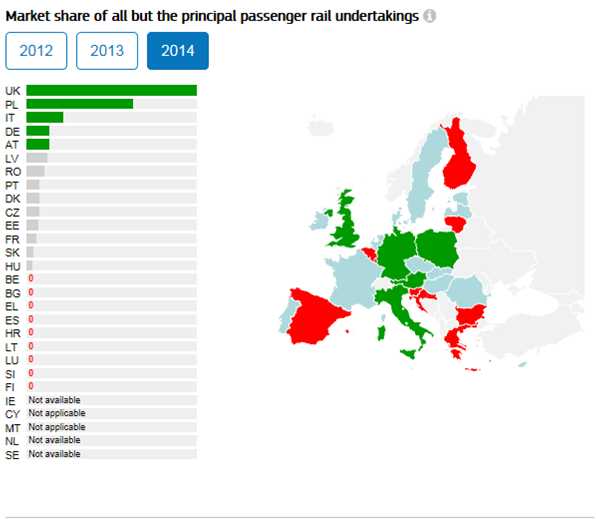 Market share of all but the principal passenger rail undertakings i
2012 2013 2014
UK
PL
IT
DE
AT
LV
RO
PT
DK
CZ
EE
FR
SK
HU
BE 0
BG 0
EL 0
ES 0
HR 0
LT 0
LU 0
SI 0
FI 0
IE Not available
CY Not applicable
MT Not applicable
NL Not available
SE Not available